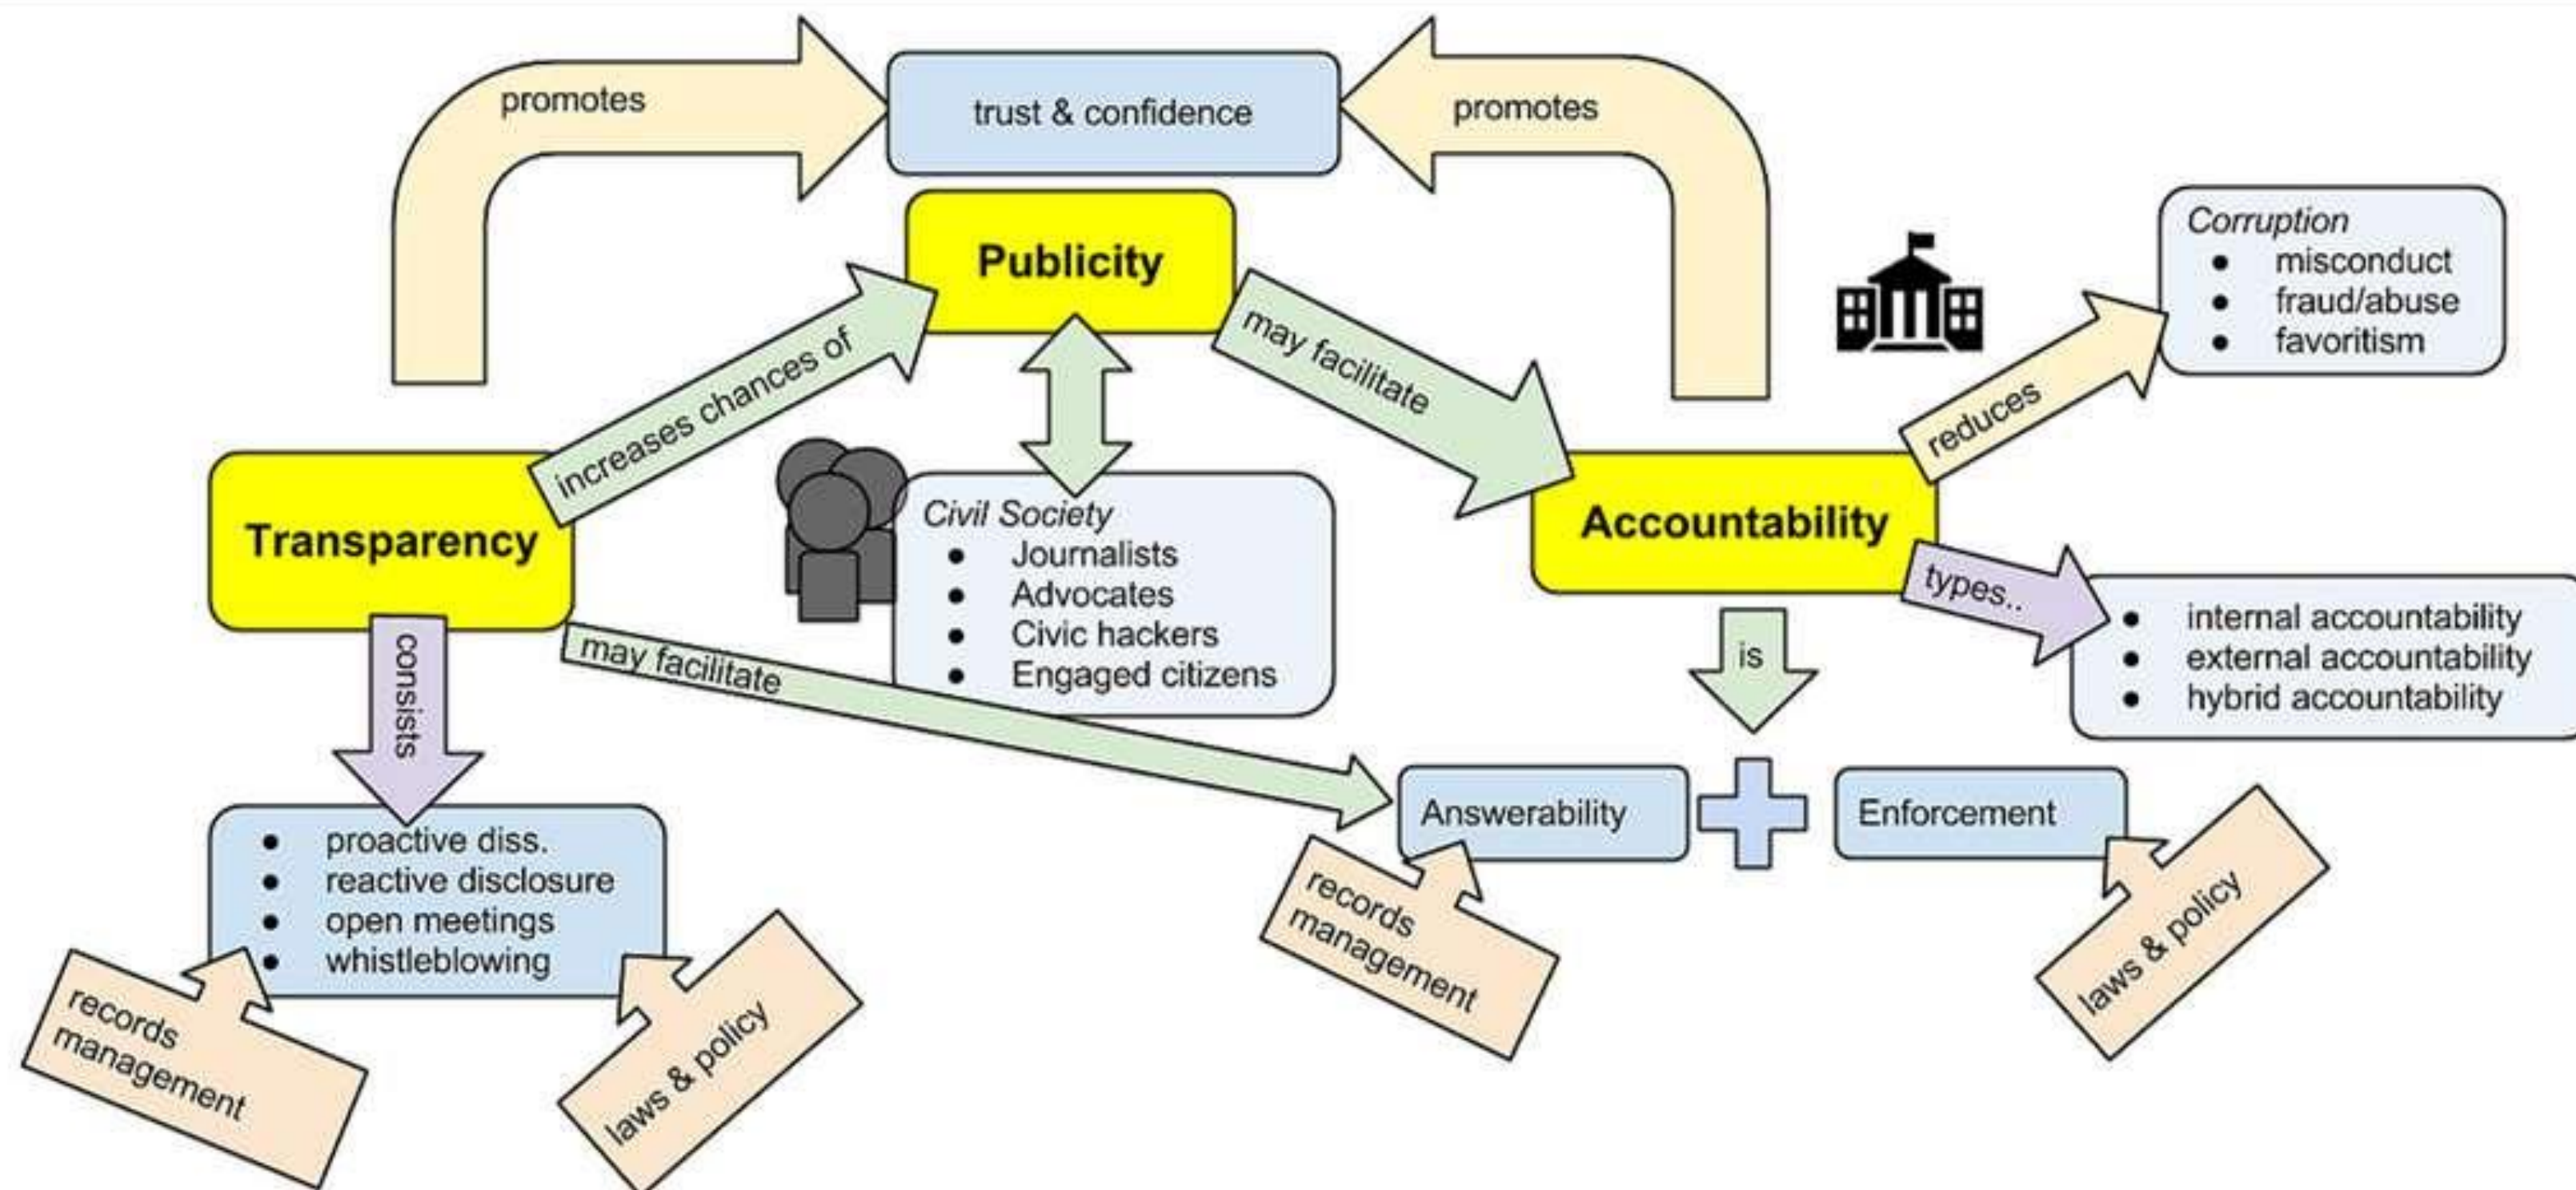 promotes
trust & confidence
promotes
Publicity
Corruption
● misconduct
● fraud/abuse
● favoritism
increases chances of
may facilitate
reduces
Transparency
Civil Society
● Journalists
● Advocates
● Civic hackers
● Engaged citizens
Accountability
types..
● internal accountability
● external accountability
● hybrid accountability
consists
may facilitate
is
Answerability
Enforcement
● proactive diss.
● reactive disclosure
● open meetings
● whistleblowing
records
management
laws & policy
records
management
laws & policy